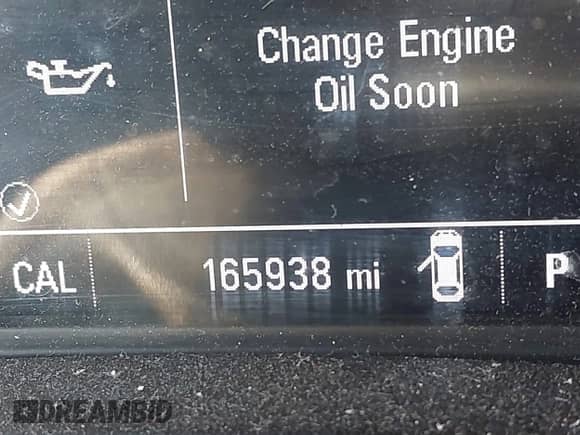 Change Engine
Oil Soon
CAL
165938 mi
P
DREAMBID